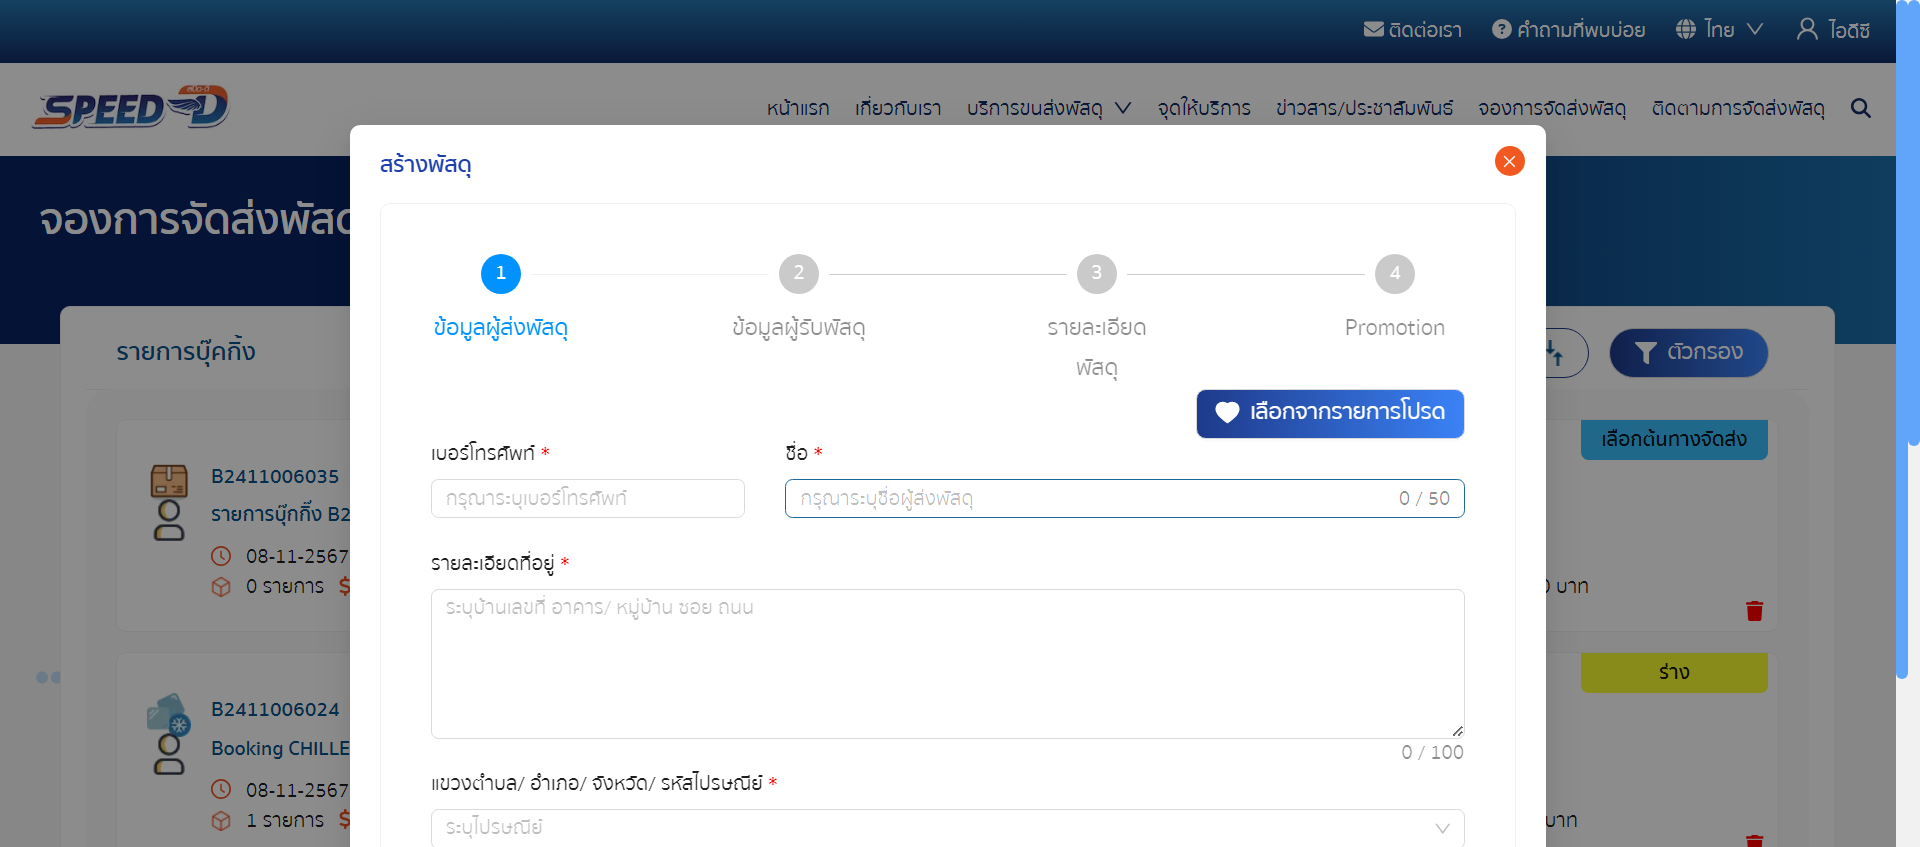 ติดต่อเรา
คำถามที่พบบ่อย
ไทย
ไอดีซี
สปีด-ดี
SPEED-D
หน้าแรก
เกี่ยวกับเรา
บริการขนส่งพัสดุ
จุดให้บริการ
ข่าวสาร/ประชาสัมพันธ์
จองการจัดส่งพัสดุ
ติดตามการจัดส่งพัสดุ
จองการจัดส่งพัสดุ
สร้างพัสดุ
1
2
3
4
ข้อมูลผู้ส่งพัสดุ
ข้อมูลผู้รับพัสดุ
รายละเอียด
พัสดุ
Promotion
เลือกจากรายการโปรด
เบอร์โทรศัพท์ *
ชื่อ *
กรุณาระบุเบอร์โทรศัพท์
กรุณาระบุชื่อผู้ส่งพัสดุ
0 / 50
รายละเอียดที่อยู่ *
ระบุบ้านเลขที่ อาคาร/ หมู่บ้าน ซอย ถนน
0 / 100
แขวงตำบล/ อำเภอ/ จังหวัด/ รหัสไปรษณีย์ *
ระบุไปรษณีย์
รายการบุ๊คกิ้ง
ตัวกรอง
B2411006035
เลือกต้นทางจัดส่ง
รายการบุ๊กกิ้ง B2
08-11-2567
0 รายการ
0 บาท
B2411006024
ร่าง
Booking CHILLE
08-11-2567
1 รายการ
บาท